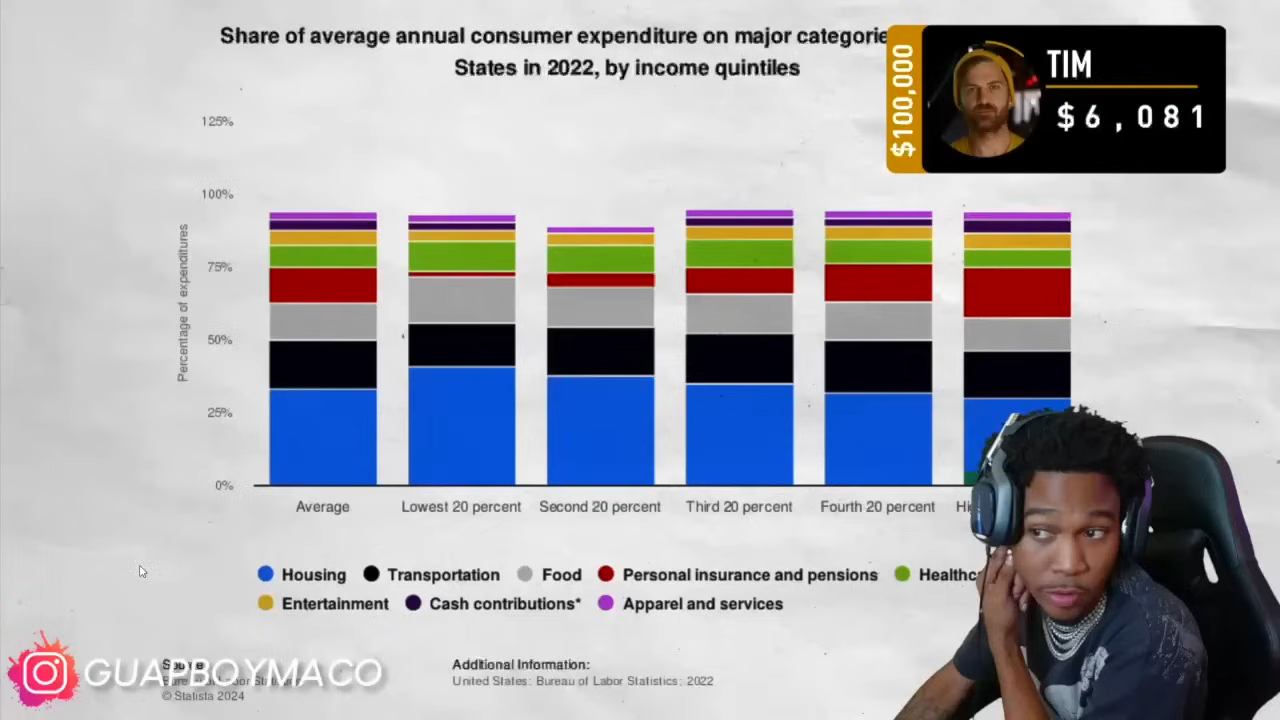 Share of average annual consumer expenditure on major categorie
States in 2022, by income quintiles
$100,000
TIM
$6,081
125%
100%
75%
50%
25%
0%
Percentage of expenditures
Average
Lowest 20 percent
Second 20 percent
Third 20 percent
Fourth 20 percent
Housing
Transportation
Food
Personal insurance and pensions
Entertainment
Cash contributions*
Apparel and services
GUAPBOYMACO
© Statista 2024
Additional Information:
United States; Bureau of Labor Statistics; 2022